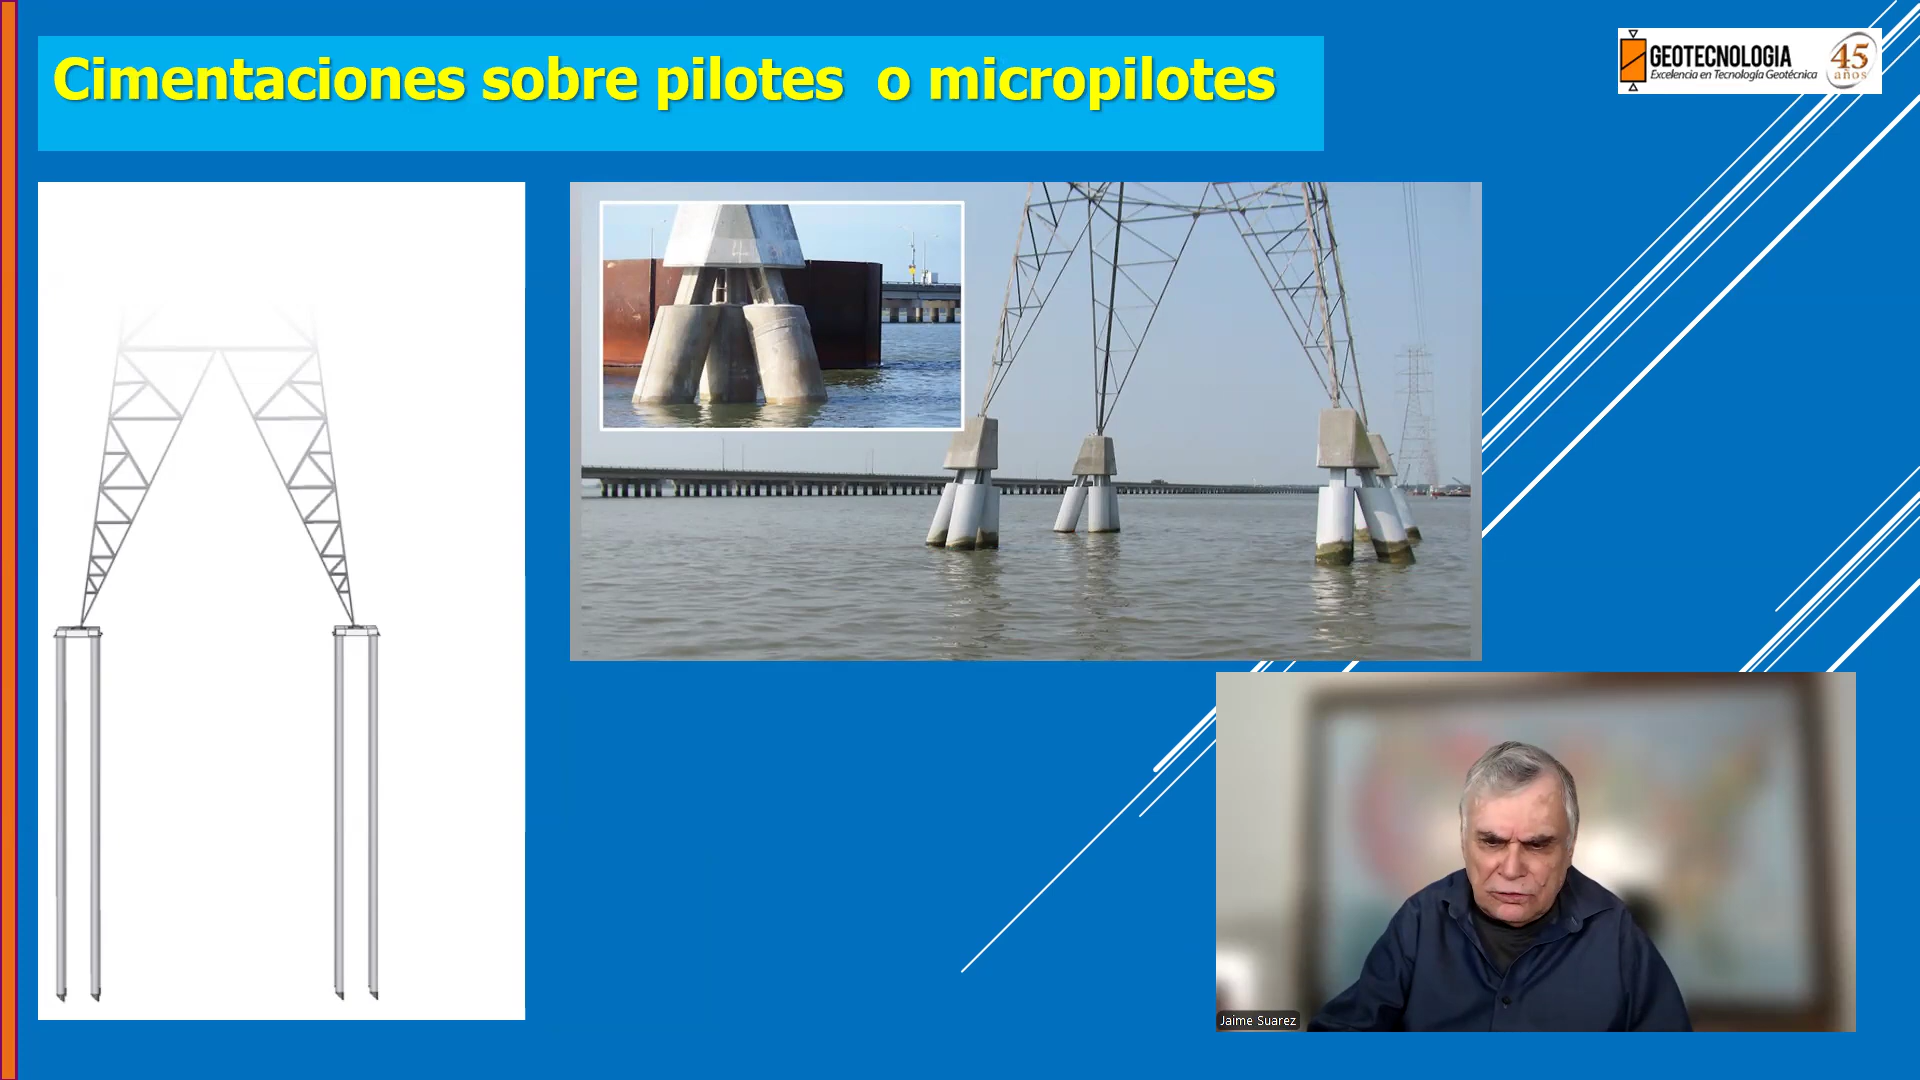 Cimentaciones sobre pilotes  o micropilotes
GEOTECNOLOGIA
Excelencia en Tecnología Geotécnica
45
años
Jaime Suarez